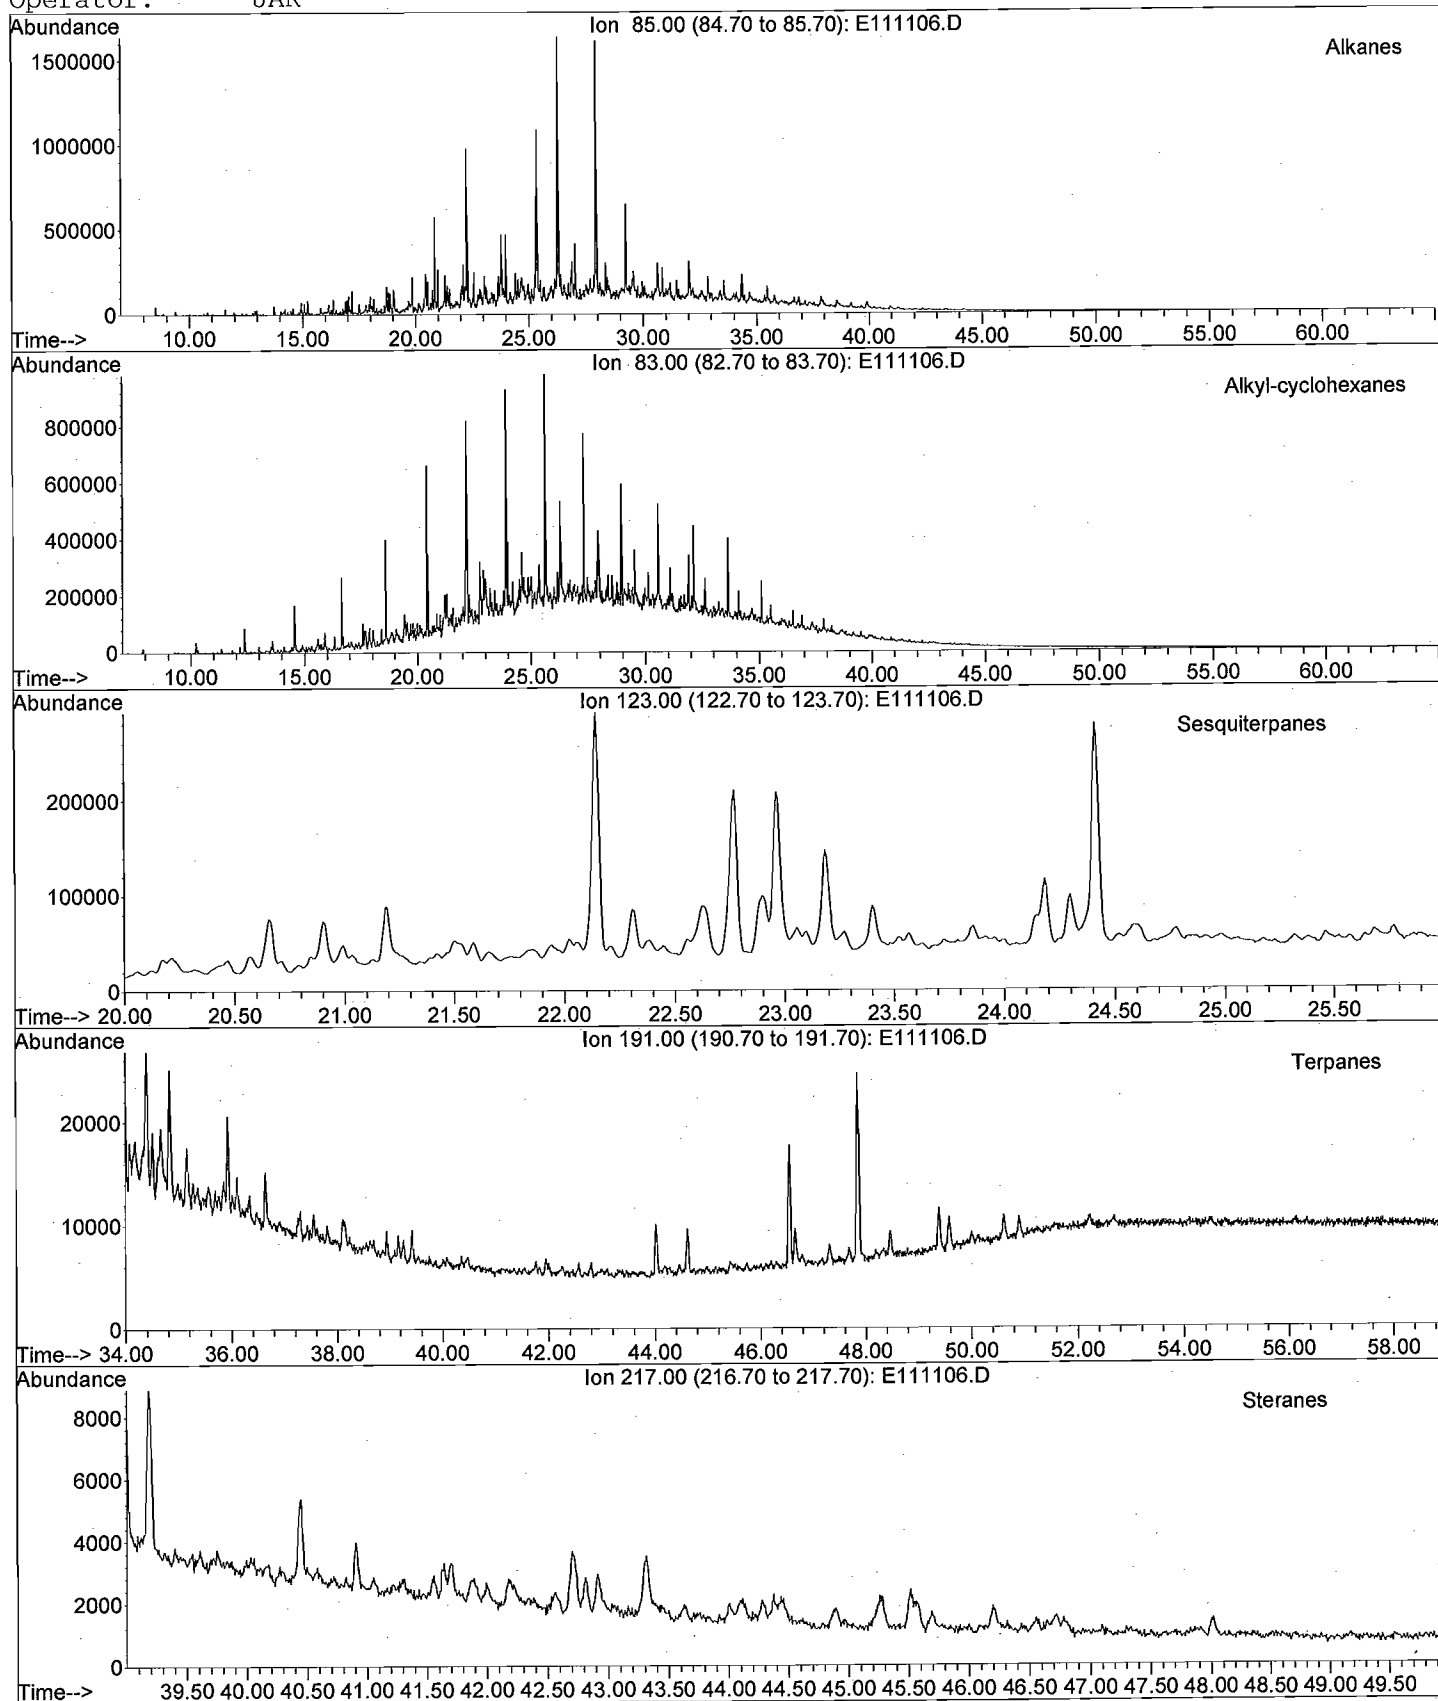 Operator: JAR
Abundance
Ion 85.00 (84.70 to 85.70): E111106.D
Alkanes
1500000
1000000
500000
0
Time--> 10.00 15.00 20.00 25.00 30.00 35.00 40.00 45.00 50.00 55.00 60.00
Abundance
Ion 83.00 (82.70 to 83.70): E111106.D
Alkyl-cyclohexanes
800000
600000
400000
200000
0
Time--> 10.00 15.00 20.00 25.00 30.00 35.00 40.00 45.00 50.00 55.00 60.00
Abundance
Ion 123.00 (122.70 to 123.70): E111106.D
Sesquiterpanes
200000
100000
0
Time--> 20.00 20.50 21.00 21.50 22.00 22.50 23.00 23.50 24.00 24.50 25.00 25.50
Abundance
Ion 191.00 (190.70 to 191.70): E111106.D
Terpanes
20000
10000
0
Time--> 34.00 36.00 38.00 40.00 42.00 44.00 46.00 48.00 50.00 52.00 54.00 56.00 58.00
Abundance
Ion 217.00 (216.70 to 217.70): E111106.D
Steranes
8000
6000
4000
2000
0
Time--> 39.50 40.00 40.50 41.00 41.50 42.00 42.50 43.00 43.50 44.00 44.50 45.00 45.50 46.00 46.50 47.00 47.50 48.00 48.50 49.00 49.50